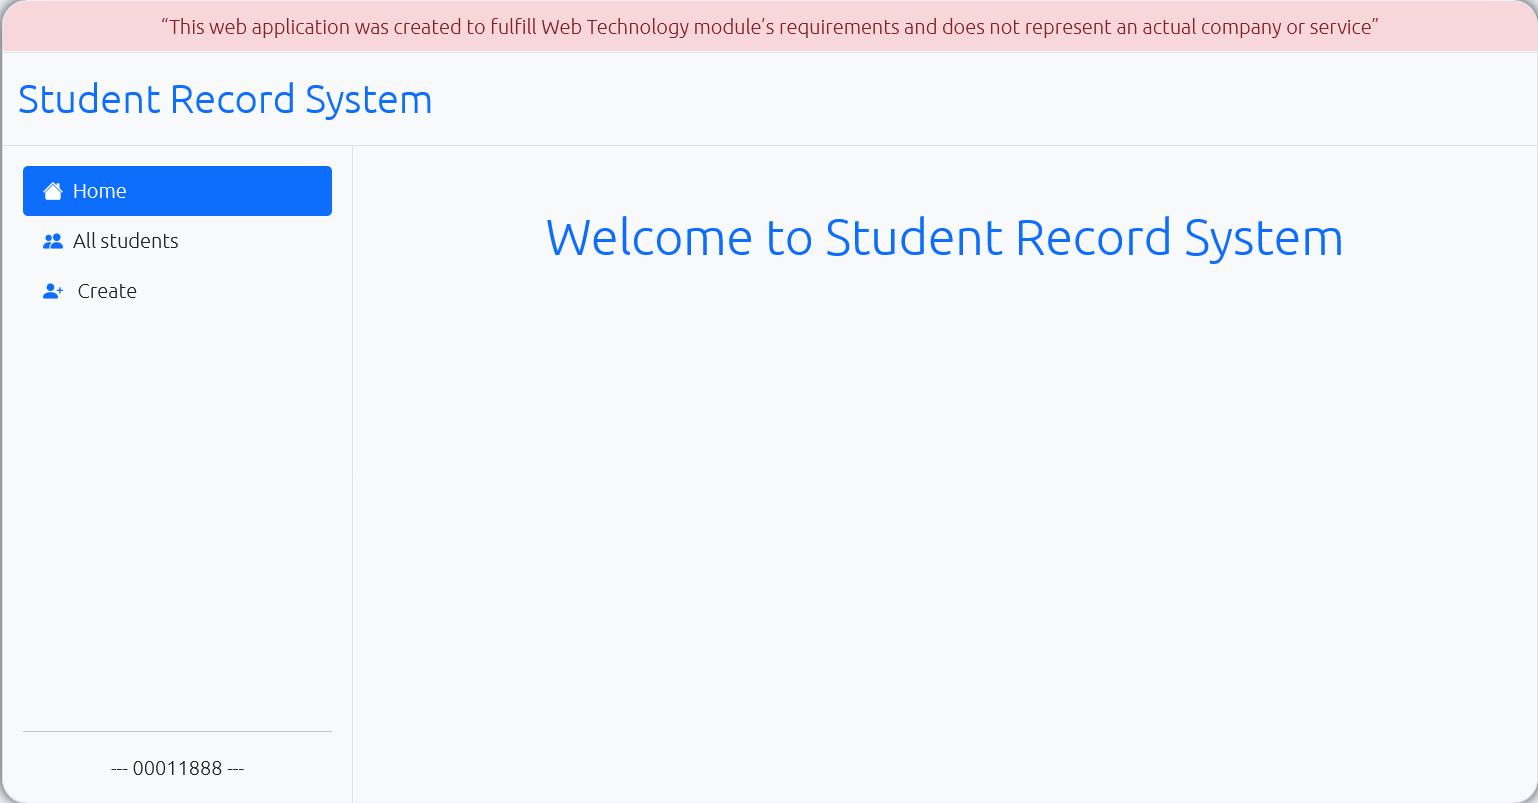 “This web application was created to fulfill Web Technology module’s requirements and does not represent an actual company or service”
Student Record System
Home
All students
Create
Welcome to Student Record System
--- 00011888 ---